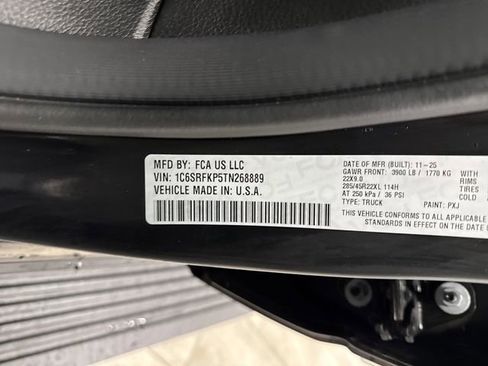 MFD BY: FCA US LLC
VIN: 1C6SRFKP5TN268889
VEHICLE MADE IN U.S.A.
DATE OF MFR (BUILT): 11-25
GAWR FRONT: 3900 LB / 1770 KG WITH
22X9.0 RIMS
285/45R22XL 114H TIRES
AT 250 kPa / 36 PSI COLD
TYPE: TRUCK PAINT: PXJ
THIS VEHICLE CONFORMS TO ALL APPLICABLE
IN EFFECT ON THE DATE